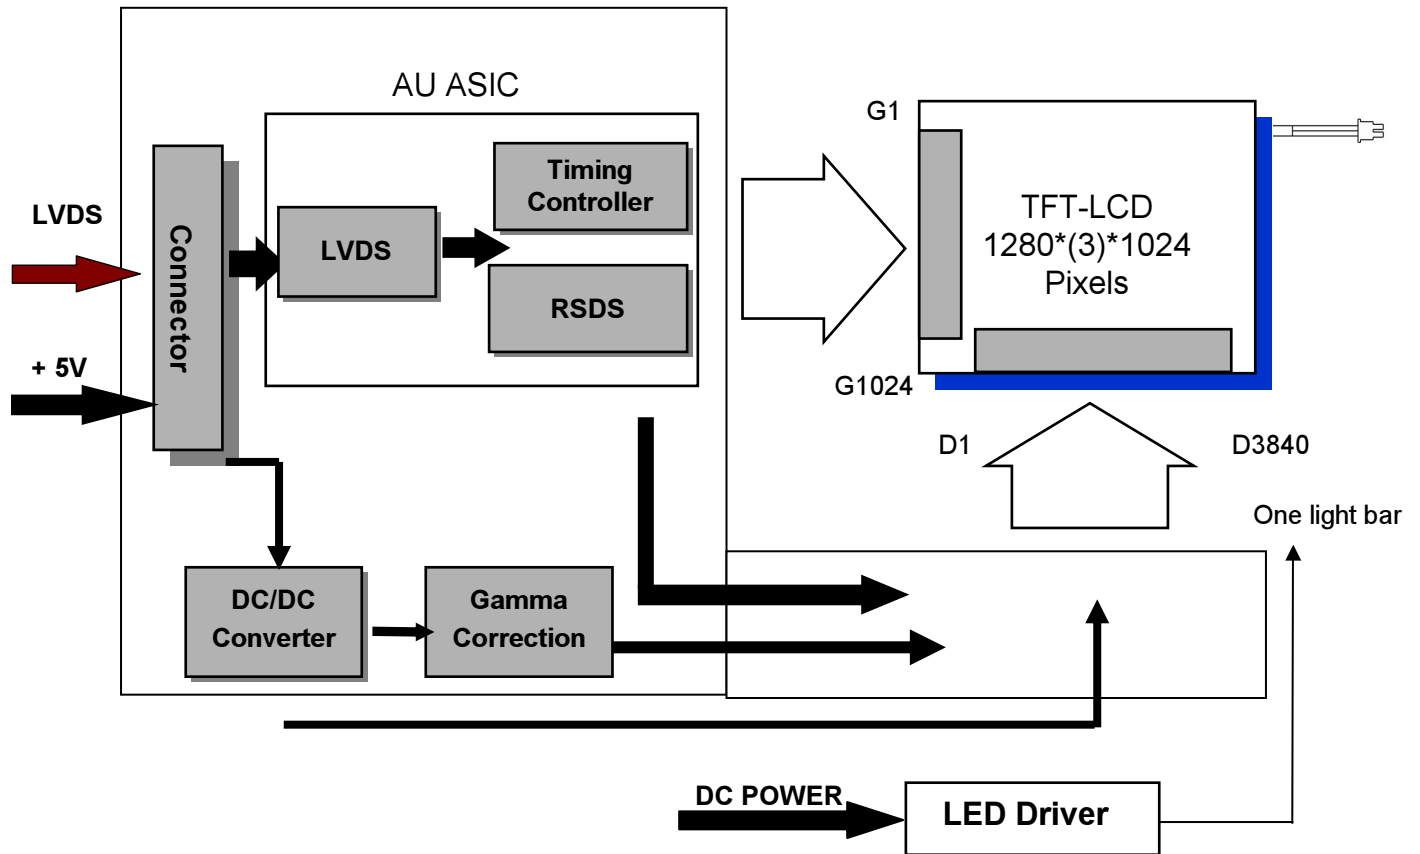 AU ASIC
G1
Timing
Controller
LVDS
Connector
LVDS
TFT-LCD
1280*(3)*1024
Pixels
RSDS
+ 5V
G1024
D1
D3840
One light bar
DC/DC
Converter
Gamma
Correction
DC POWER
LED Driver